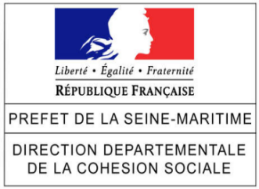 Liberté • Égalité • Fraternité
RÉPUBLIQUE FRANÇAISE
PREFET DE LA SEINE-MARITIME
DIRECTION DEPARTEMENTALE
DE LA COHESION SOCIALE